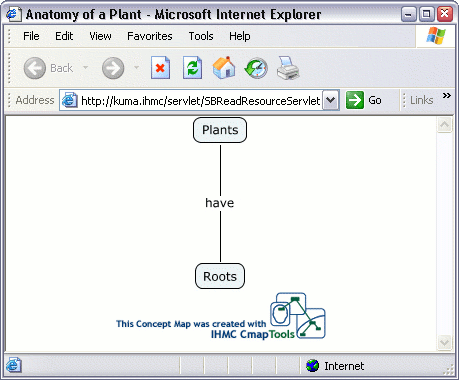 Anatomy of a Plant - Microsoft Internet Explorer
File Edit View Favorites Tools Help
Back
Address http://kuma.ihmc/servlet/SBReadResourceServlet Go Links »
Plants
have
Roots
This Concept Map was created with
IHMC CmapTools
Internet